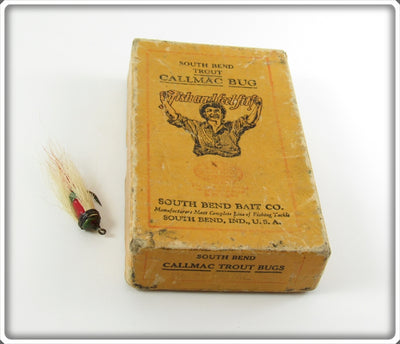 SOUTH BEND
TROUT
CALLMAC BUG
Fish and feel fit!
SOUTH BEND BAIT CO.
Manufacturers Most Complete Line of Fishing Tackle
SOUTH BEND, IND., U.S.A.
SOUTH BEND
CALLMAC TROUT BUGS